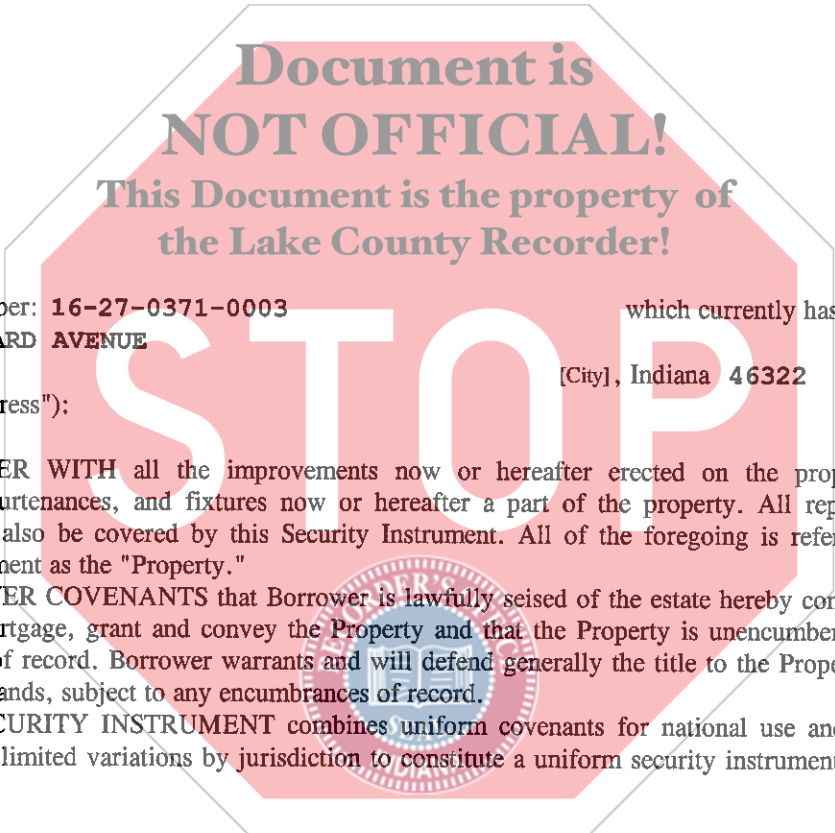 Document is
NOT OFFICIAL!
This Document is the property of
the Lake County Recorder!
ber: 16-27-0371-0003 which currently has
ARD AVENUE
[City], Indiana 46322
ress"):
STOP
ER WITH all the improvements now or hereafter erected on the prop
urtenances, and fixtures now or hereafter a part of the property. All rep
also be covered by this Security Instrument. All of the foregoing is refer
ment as the "Property."
ER COVENANTS that Borrower is lawfully seised of the estate hereby con
rtgage, grant and convey the Property and that the Property is unencumber
f record. Borrower warrants and will defend generally the title to the Prope
ands, subject to any encumbrances of record.
CURITY INSTRUMENT combines uniform covenants for national use and
limited variations by jurisdiction to constitute a uniform security instrument
SEAL